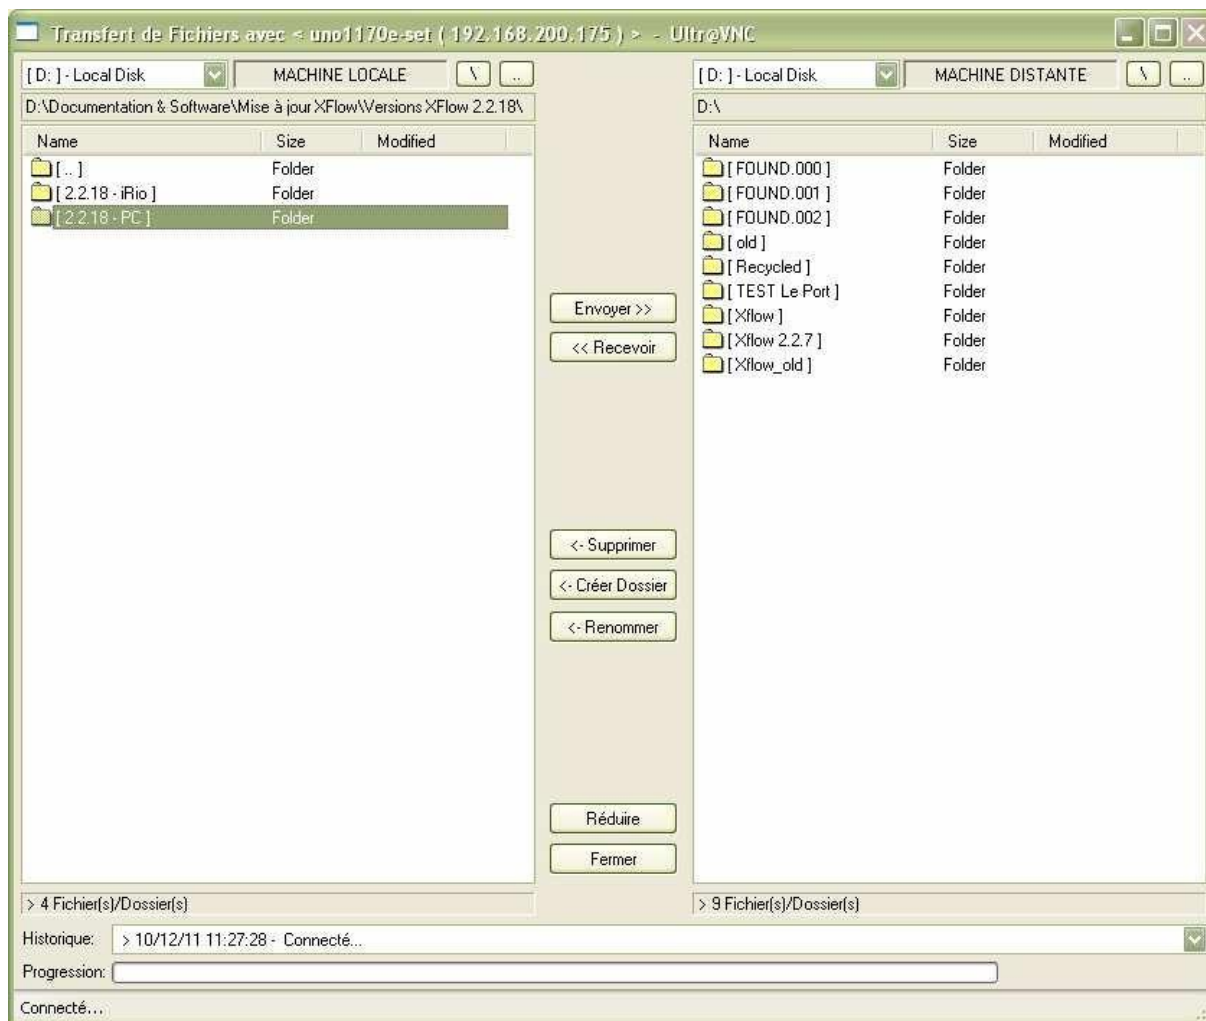 Transfert de Fichiers avec < uno1170e-set ( 192.168.200.175 ) > - Ultr@VNC
[ D: ] - Local Disk MACHINE LOCALE \ ..
D:\Documentation & Software\Mise à jour XFlow\Versions XFlow 2.2.18\
Name Size Modified
[ .. ] Folder
[ 2.2.18 - iRio ] Folder
[ 2.2.18 - PC ] Folder
> 4 Fichier(s)/Dossier(s)
Envoyer >>
<< Recevoir
<- Supprimer
<- Créer Dossier
<- Renommer
Réduire
Fermer
[ D: ] - Local Disk MACHINE DISTANTE \ ..
D:\
Name Size Modified
[ FOUND.000 ] Folder
[ FOUND.001 ] Folder
[ FOUND.002 ] Folder
[ old ] Folder
[ Recycled ] Folder
[ TEST Le Port ] Folder
[ Xflow ] Folder
[ Xflow 2.2.7 ] Folder
[ Xflow_old ] Folder
> 9 Fichier(s)/Dossier(s)
Historique: > 10/12/11 11:27:28 - Connecté...
Progression:
Connecté...